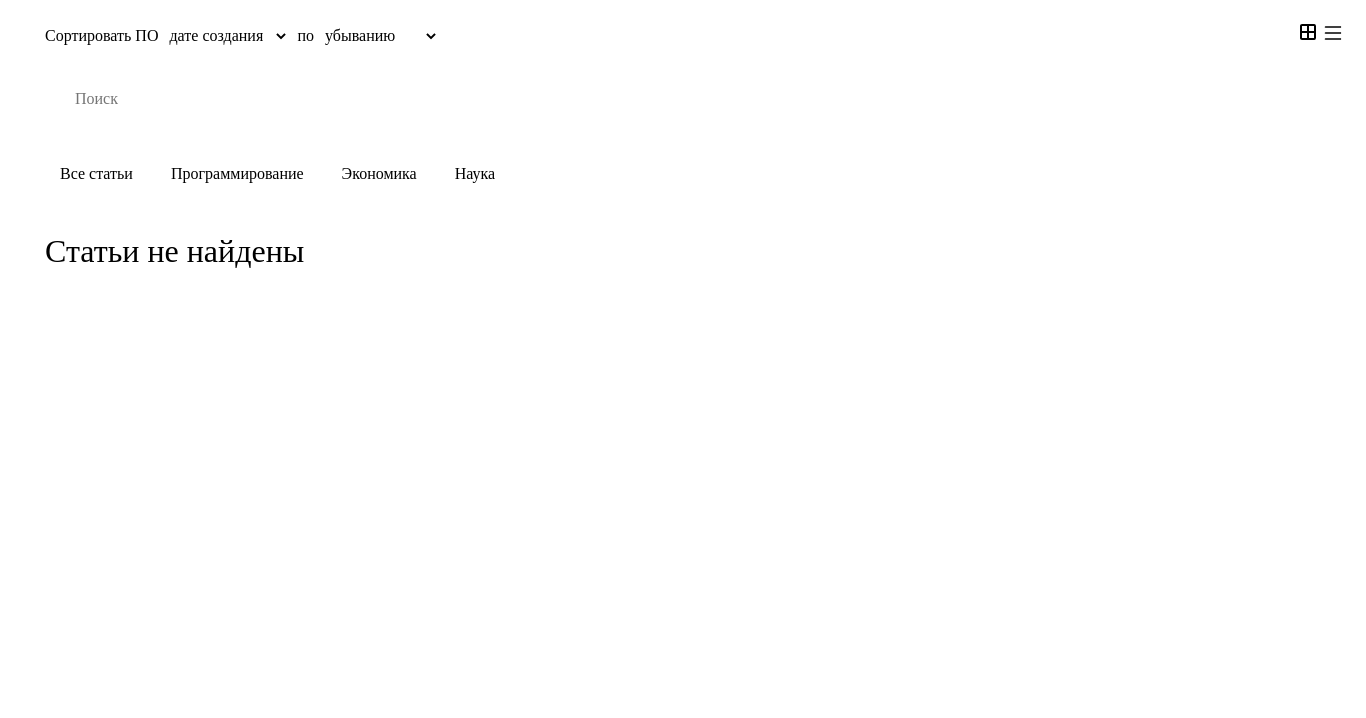 Сортировать ПО дате создания по убыванию
Поиск
Все статьи Программирование Экономика Наука
Статьи не найдены